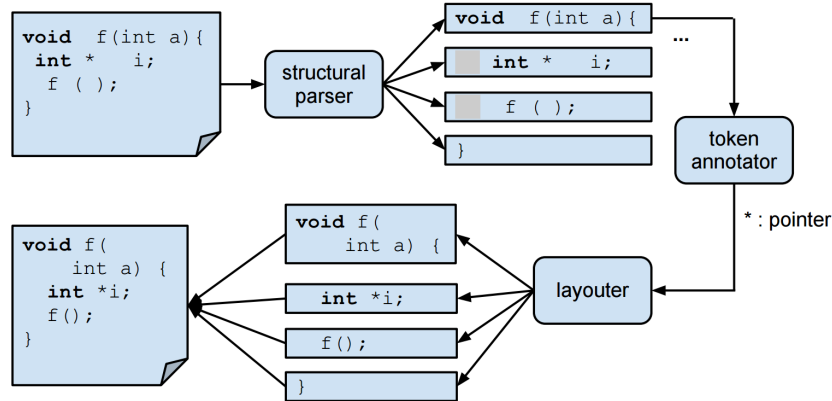 void  f(int a){
 int *   i;
  f ( );
}
structural
parser
void  f(int a){
int *   i;
f ( );
}
...
token
annotator
* : pointer
layouter
void f(
    int a) {
int *i;
f();
}
void f(
    int a) {
  int *i;
  f();
}